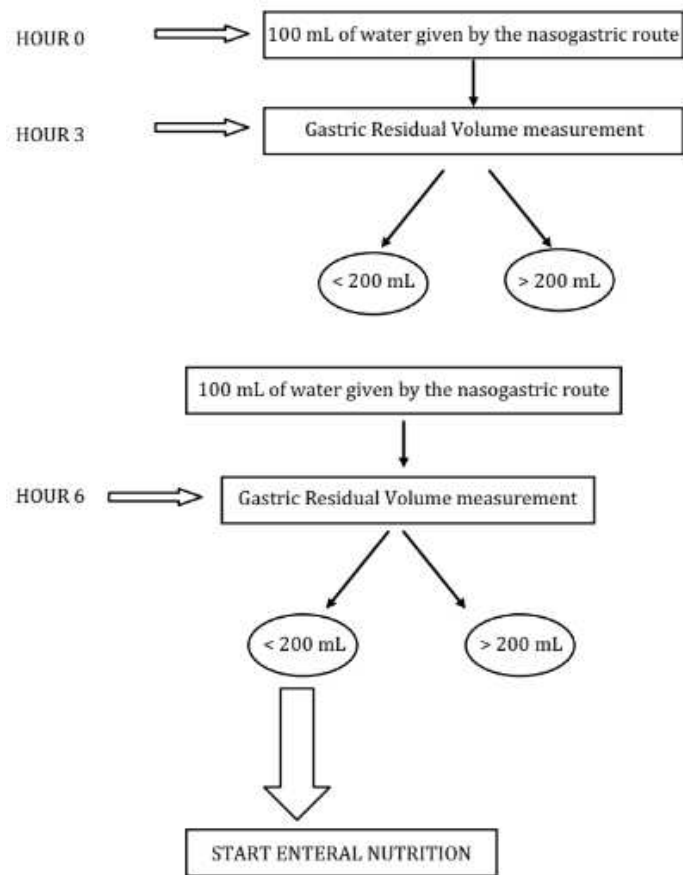 HOUR 0
100 mL of water given by the nasogastric route
HOUR 3
Gastric Residual Volume measurement
< 200 mL
> 200 mL
100 mL of water given by the nasogastric route
HOUR 6
Gastric Residual Volume measurement
< 200 mL
> 200 mL
START ENTERAL NUTRITION